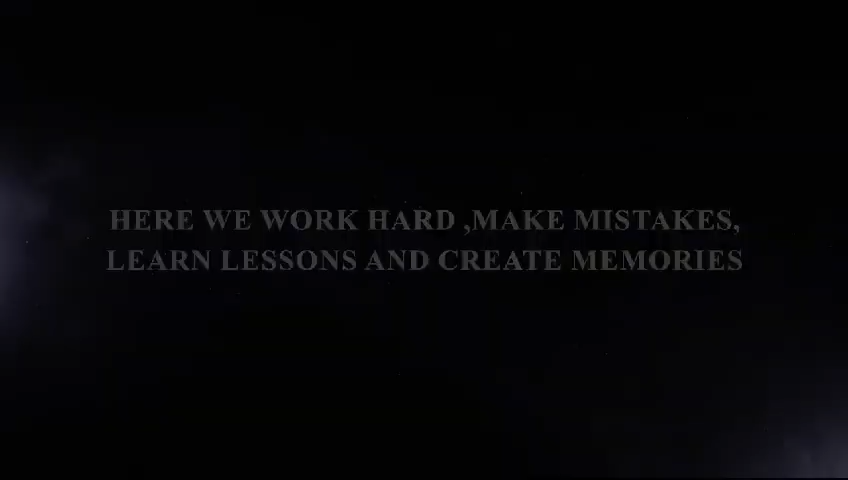 HERE WE WORK HARD ,MAKE MISTAKES,
LEARN LESSONS AND CREATE MEMORIES